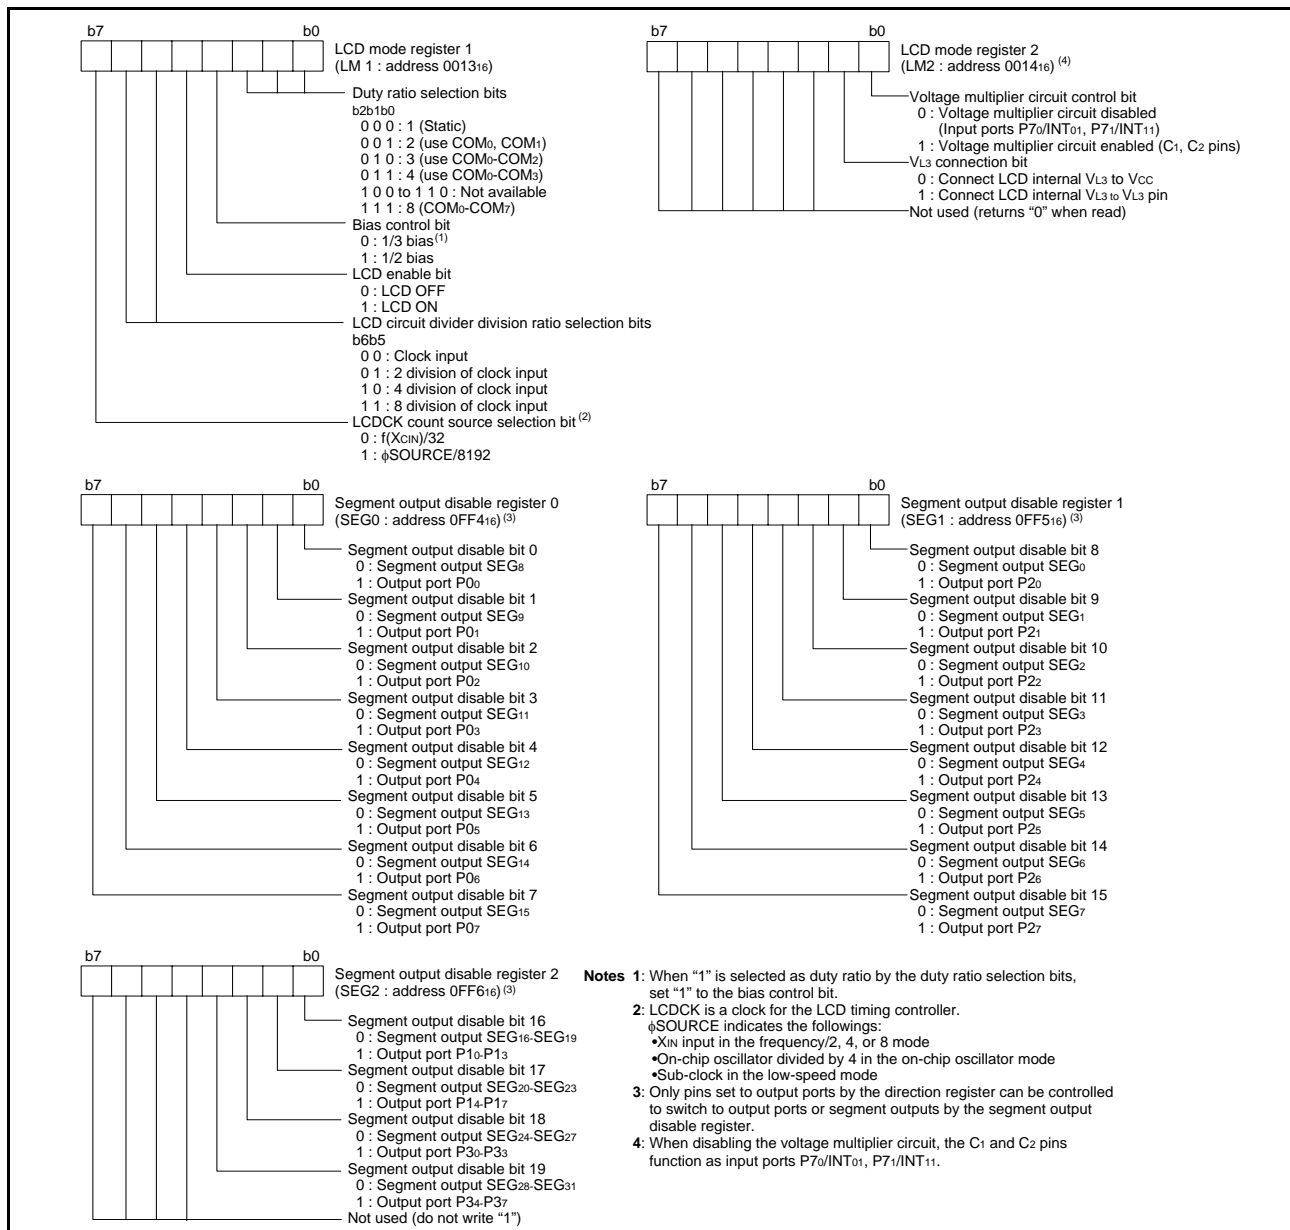 b7 b0
LCD mode register 1
(LM 1 : address 001316)
Duty ratio selection bits
b2b1b0
0 0 0 : 1 (Static)
0 0 1 : 2 (use COM0, COM1)
0 1 0 : 3 (use COM0-COM2)
0 1 1 : 4 (use COM0-COM3)
1 0 0 to 1 1 0 : Not available
1 1 1 : 8 (COM0-COM7)
Bias control bit
0 : 1/3 bias(1)
1 : 1/2 bias
LCD enable bit
0 : LCD OFF
1 : LCD ON
LCD circuit divider division ratio selection bits
b6b5
0 0 : Clock input
0 1 : 2 division of clock input
1 0 : 4 division of clock input
1 1 : 8 division of clock input
LCDCK count source selection bit (2)
0 : f(XCIN)/32
1 : ϕSOURCE/8192
b7 b0
LCD mode register 2
(LM2 : address 001416) (4)
Voltage multiplier circuit control bit
0 : Voltage multiplier circuit disabled
(Input ports P70/INT01, P71/INT11)
1 : Voltage multiplier circuit enabled (C1, C2 pins)
VL3 connection bit
0 : Connect LCD internal VL3 to VCC
1 : Connect LCD internal VL3 to VL3 pin
Not used (returns “0” when read)
b7 b0
Segment output disable register 0
(SEG0 : address 0FF416) (3)
Segment output disable bit 0
0 : Segment output SEG8
1 : Output port P00
Segment output disable bit 1
0 : Segment output SEG9
1 : Output port P01
Segment output disable bit 2
0 : Segment output SEG10
1 : Output port P02
Segment output disable bit 3
0 : Segment output SEG11
1 : Output port P03
Segment output disable bit 4
0 : Segment output SEG12
1 : Output port P04
Segment output disable bit 5
0 : Segment output SEG13
1 : Output port P05
Segment output disable bit 6
0 : Segment output SEG14
1 : Output port P06
Segment output disable bit 7
0 : Segment output SEG15
1 : Output port P07
b7 b0
Segment output disable register 1
(SEG1 : address 0FF516) (3)
Segment output disable bit 8
0 : Segment output SEG0
1 : Output port P20
Segment output disable bit 9
0 : Segment output SEG1
1 : Output port P21
Segment output disable bit 10
0 : Segment output SEG2
1 : Output port P22
Segment output disable bit 11
0 : Segment output SEG3
1 : Output port P23
Segment output disable bit 12
0 : Segment output SEG4
1 : Output port P24
Segment output disable bit 13
0 : Segment output SEG5
1 : Output port P25
Segment output disable bit 14
0 : Segment output SEG6
1 : Output port P26
Segment output disable bit 15
0 : Segment output SEG7
1 : Output port P27
b7 b0
Segment output disable register 2
(SEG2 : address 0FF616) (3)
Segment output disable bit 16
0 : Segment output SEG16-SEG19
1 : Output port P10-P13
Segment output disable bit 17
0 : Segment output SEG20-SEG23
1 : Output port P14-P17
Segment output disable bit 18
0 : Segment output SEG24-SEG27
1 : Output port P30-P33
Segment output disable bit 19
0 : Segment output SEG28-SEG31
1 : Output port P34-P37
Not used (do not write “1”)
Notes 1: When “1” is selected as duty ratio by the duty ratio selection bits,
set “1” to the bias control bit.
2: LCDCK is a clock for the LCD timing controller.
ϕSOURCE indicates the followings:
•XIN input in the frequency/2, 4, or 8 mode
•On-chip oscillator divided by 4 in the on-chip oscillator mode
•Sub-clock in the low-speed mode
3: Only pins set to output ports by the direction register can be controlled
to switch to output ports or segment outputs by the segment output
disable register.
4: When disabling the voltage multiplier circuit, the C1 and C2 pins
function as input ports P70/INT01, P71/INT11.